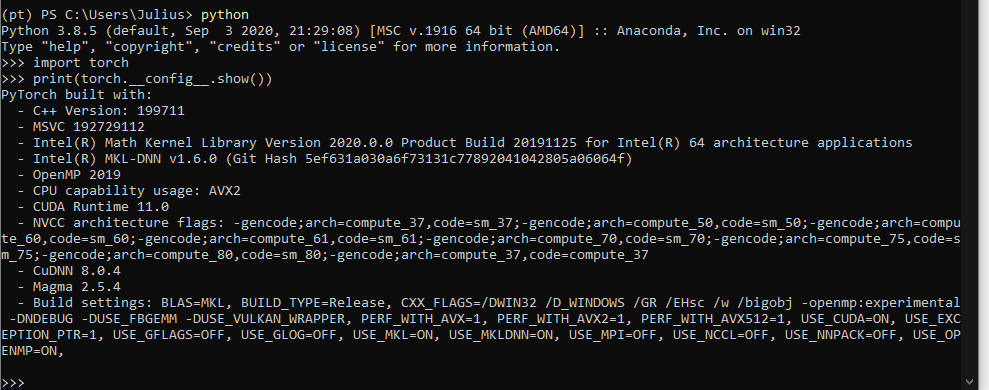 (pt) PS C:\Users\Julius> python
Python 3.8.5 (default, Sep  3 2020, 21:29:08) [MSC v.1916 64 bit (AMD64)] :: Anaconda, Inc. on win32
Type "help", "copyright", "credits" or "license" for more information.
>>> import torch
>>> print(torch.__config__.show())
PyTorch built with:
  - C++ Version: 199711
  - MSVC 192729112
  - Intel(R) Math Kernel Library Version 2020.0.0 Product Build 20191125 for Intel(R) 64 architecture applications
  - Intel(R) MKL-DNN v1.6.0 (Git Hash 5ef631a030a6f73131c77892041042805a06064f)
  - OpenMP 2019
  - CPU capability usage: AVX2
  - CUDA Runtime 11.0
  - NVCC architecture flags: -gencode;arch=compute_37,code=sm_37;-gencode;arch=compute_50,code=sm_50;-gencode;arch=compu
te_60,code=sm_60;-gencode;arch=compute_61,code=sm_61;-gencode;arch=compute_70,code=sm_70;-gencode;arch=compute_75,code=s
m_75;-gencode;arch=compute_80,code=sm_80;-gencode;arch=compute_37,code=compute_37
  - CuDNN 8.0.4
  - Magma 2.5.4
  - Build settings: BLAS=MKL, BUILD_TYPE=Release, CXX_FLAGS=/DWIN32 /D_WINDOWS /GR /EHsc /w /bigobj -openmp:experimental
 -DNDEBUG -DUSE_FBGEMM -DUSE_VULKAN_WRAPPER, PERF_WITH_AVX=1, PERF_WITH_AVX2=1, PERF_WITH_AVX512=1, USE_CUDA=ON, USE_EXC
EPTION_PTR=1, USE_GFLAGS=OFF, USE_GLOG=OFF, USE_MKL=ON, USE_MKLDNN=ON, USE_MPI=OFF, USE_NCCL=OFF, USE_NNPACK=OFF, USE_OP
ENMP=ON,
>>>